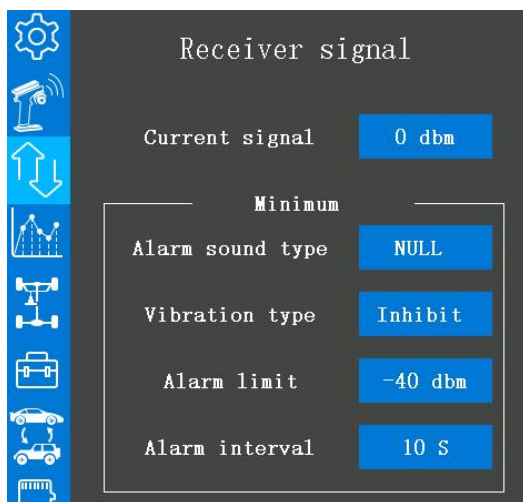 Receiver signal
Current signal 0 dbm
Minimum
Alarm sound type NULL
Vibration type Inhibit
Alarm limit -40 dbm
Alarm interval 10 S